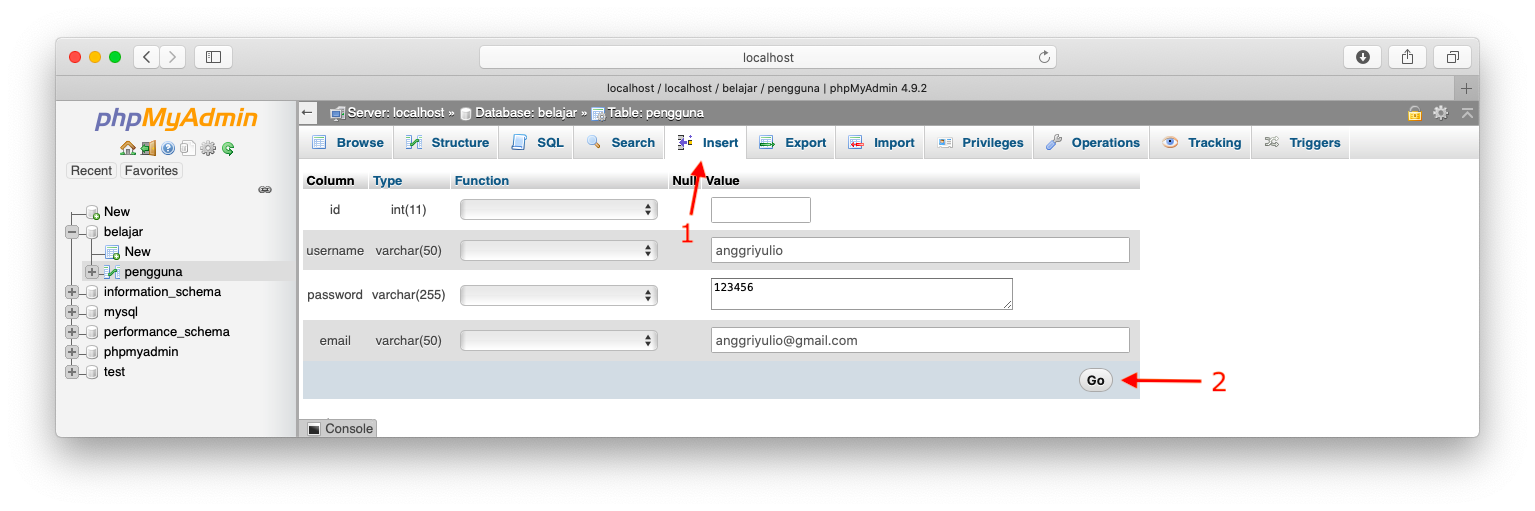 localhost
localhost / localhost / belajar / pengguna | phpMyAdmin 4.9.2
phpMyAdmin
Recent Favorites
New
belajar
New
pengguna
information_schema
mysql
performance_schema
phpmyadmin
test
Server: localhost » Database: belajar » Table: pengguna
Browse Structure SQL Search Insert Export Import Privileges Operations Tracking Triggers
Column Type Function Null Value
id int(11)
1
username varchar(50) anggriyulio
password varchar(255) 123456
email varchar(50) anggriyulio@gmail.com
Go 2
Console